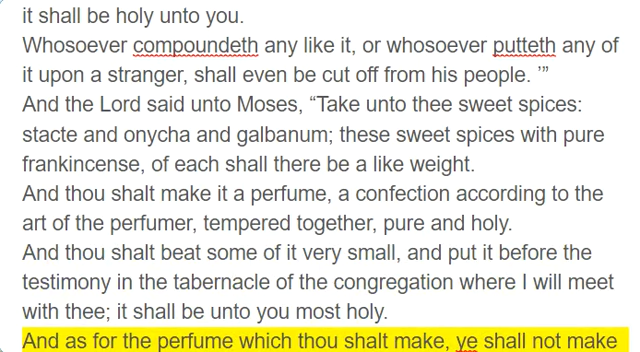 it shall be holy unto you.
Whosoever compoundeth any like it, or whosoever putteth any of
it upon a stranger, shall even be cut off from his people. ’”
And the Lord said unto Moses, “Take unto thee sweet spices:
stacte and onycha and galbanum; these sweet spices with pure
frankincense, of each shall there be a like weight.
And thou shalt make it a perfume, a confection according to the
art of the perfumer, tempered together, pure and holy.
And thou shalt beat some of it very small, and put it before the
testimony in the tabernacle of the congregation where I will meet
with thee; it shall be unto you most holy.
And as for the perfume which thou shalt make, ye shall not make